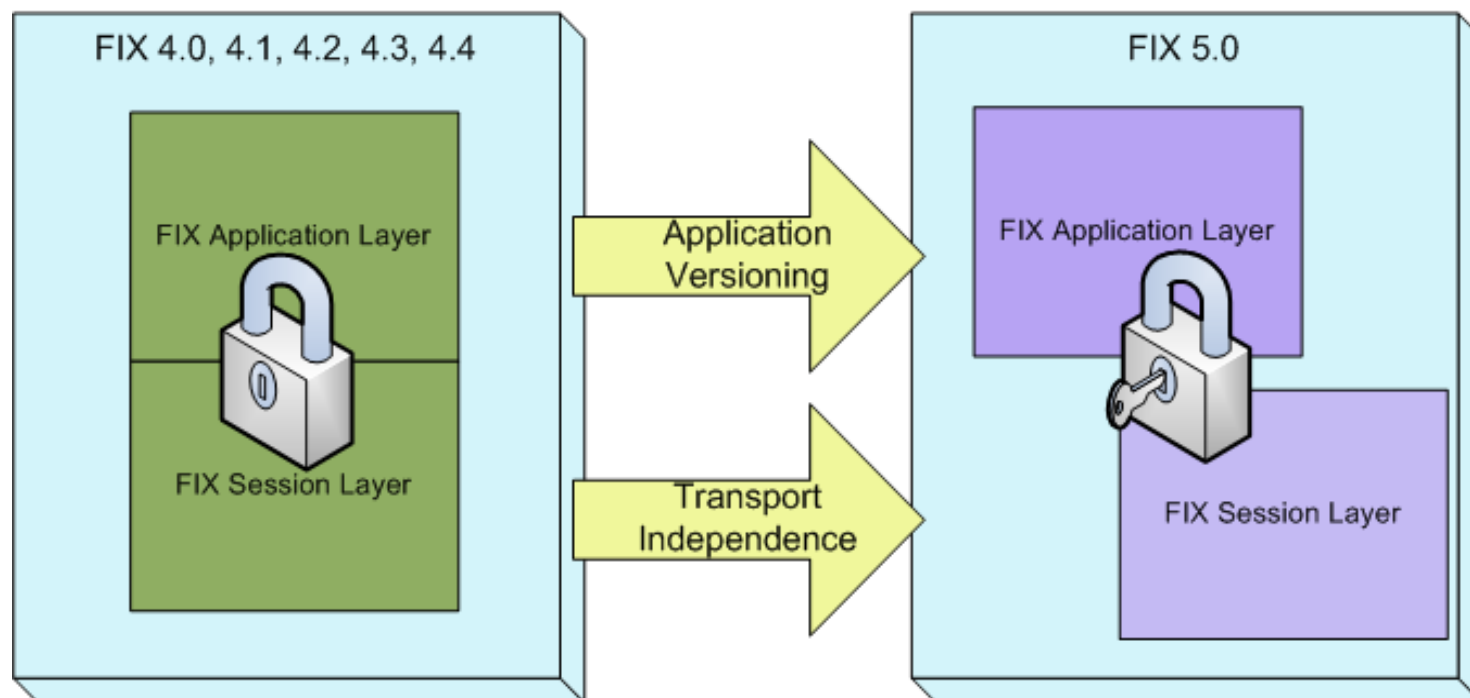 FIX 4.0, 4.1, 4.2, 4.3, 4.4
FIX Application Layer
FIX Session Layer
Application
Versioning
Transport
Independence
FIX 5.0
FIX Application Layer
FIX Session Layer